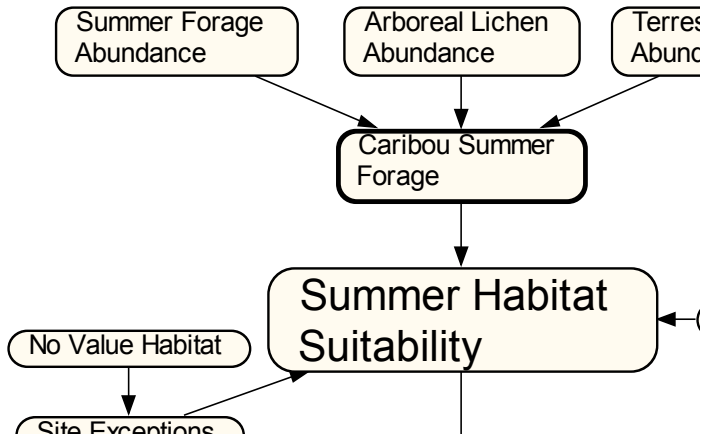 Summer Forage
Abundance
Arboreal Lichen
Abundance
Caribou Summer
Forage
Summer Habitat
Suitability
No Value Habitat
Site Exceptions